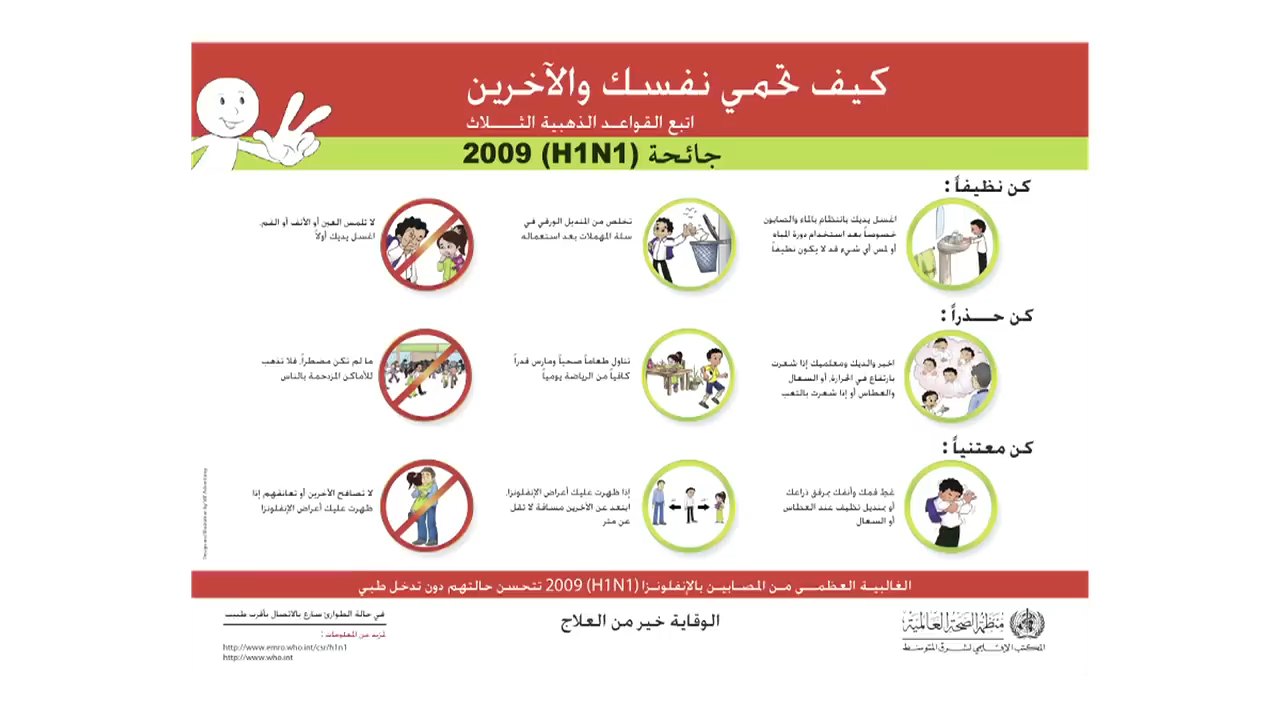 كيف تحمي نفسك والآخرين
اتبع القواعد الذهبية الثلاث
جائحة (H1N1) 2009
كن نظيفاً :
اغسل يديك بانتظام بالماء والصابون
خصوصاً بعد استخدام دورة المياه
أو لمس أي شيء قد لا يكون نظيفاً
تخلص من المنديل الورقي في
سلة المهملات بعد استعماله
لا تلمس العين أو الأنف أو الفم.
اغسل يديك أولاً
كن حذراً :
اخبر والديك ومعلميك إذا شعرت
بارتفاع في الحرارة، أو السعال
والعطاس أو إذا شعرت بالتعب
تناول طعاماً صحياً ومارس قدراً
كافياً من الرياضة يومياً
ما لم تكن مضطراً، فلا تذهب
للأماكن المزدحمة بالناس
كن معتنياً :
غط فمك وأنفك بمرفق ذراعك
أو بمنديل نظيف عند العطاس
أو السعال
إذا ظهرت عليك أعراض الإنفلونزا،
ابتعد عن الآخرين مسافة لا تقل
عن متر
لا تصافح الآخرين أو تعانقهم إذا
ظهرت عليك أعراض الإنفلونزا
Design and Illustration by VIP Advertising
الغالبية العظمى من المصابين بالإنفلونزا (H1N1) 2009 تتحسن حالتهم دون تدخل طبي
منظمة الصحة العالمية
المكتب الإقليمي لشرق المتوسط
الوقاية خير من العلاج
في حالة الطوارئ سارع بالاتصال بأقرب طبيب
لمزيد من المعلومات :
http://www.emro.who.int/csr/h1n1
http://www.who.int